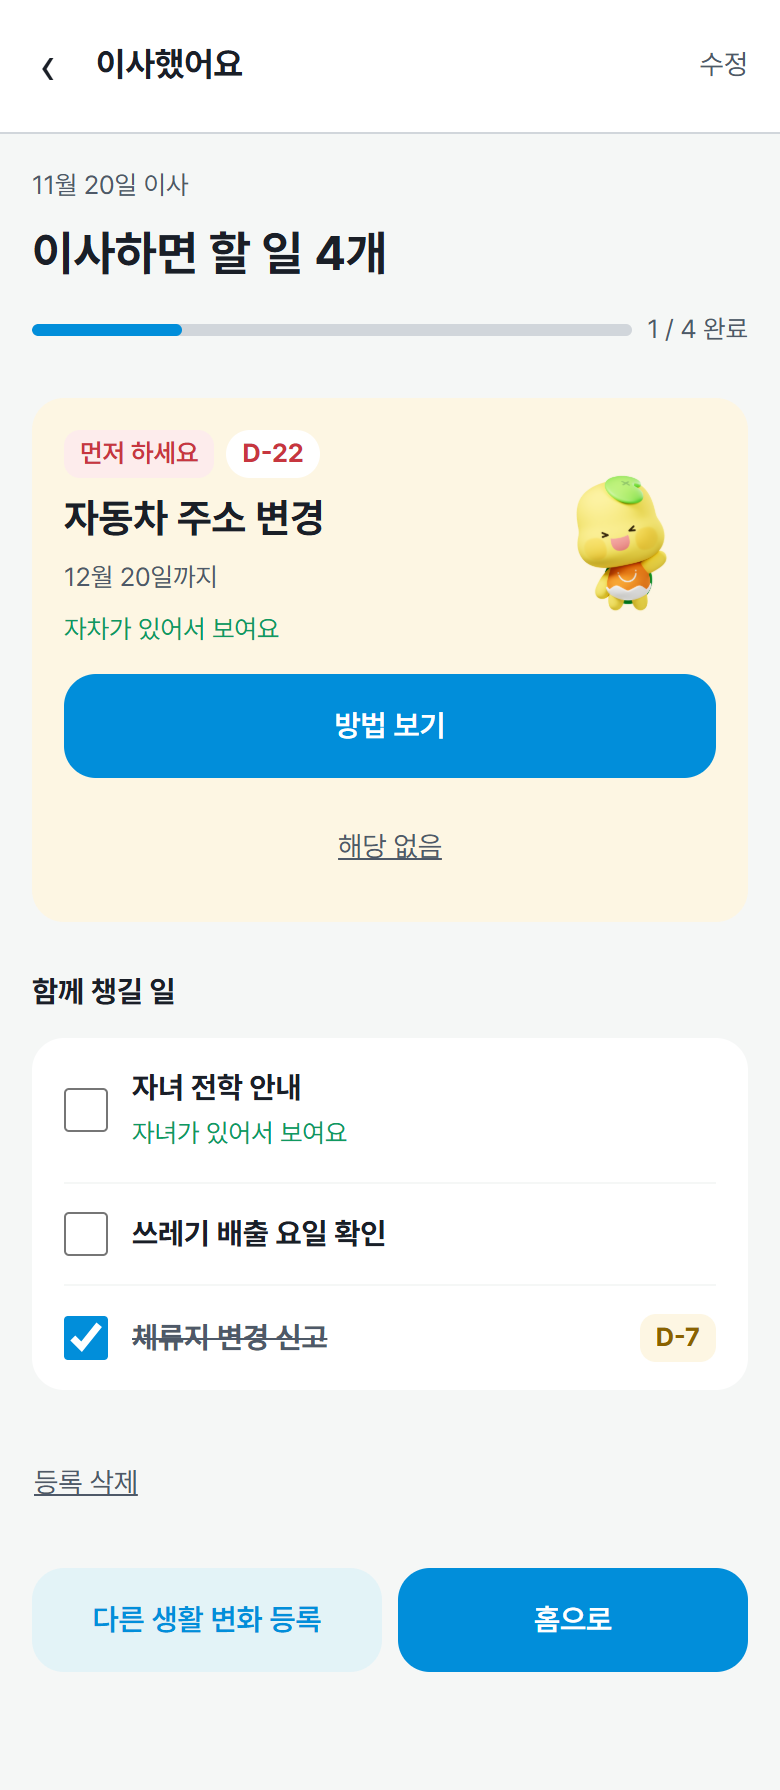 이사했어요
수정
11월 20일 이사
이사하면 할 일 4개
1 / 4 완료
먼저 하세요 D-22
자동차 주소 변경
12월 20일까지
자차가 있어서 보여요
방법 보기
해당 없음
함께 챙길 일
자녀 전학 안내
자녀가 있어서 보여요
쓰레기 배출 요일 확인
체류지 변경 신고 D-7
등록 삭제
다른 생활 변화 등록
홈으로